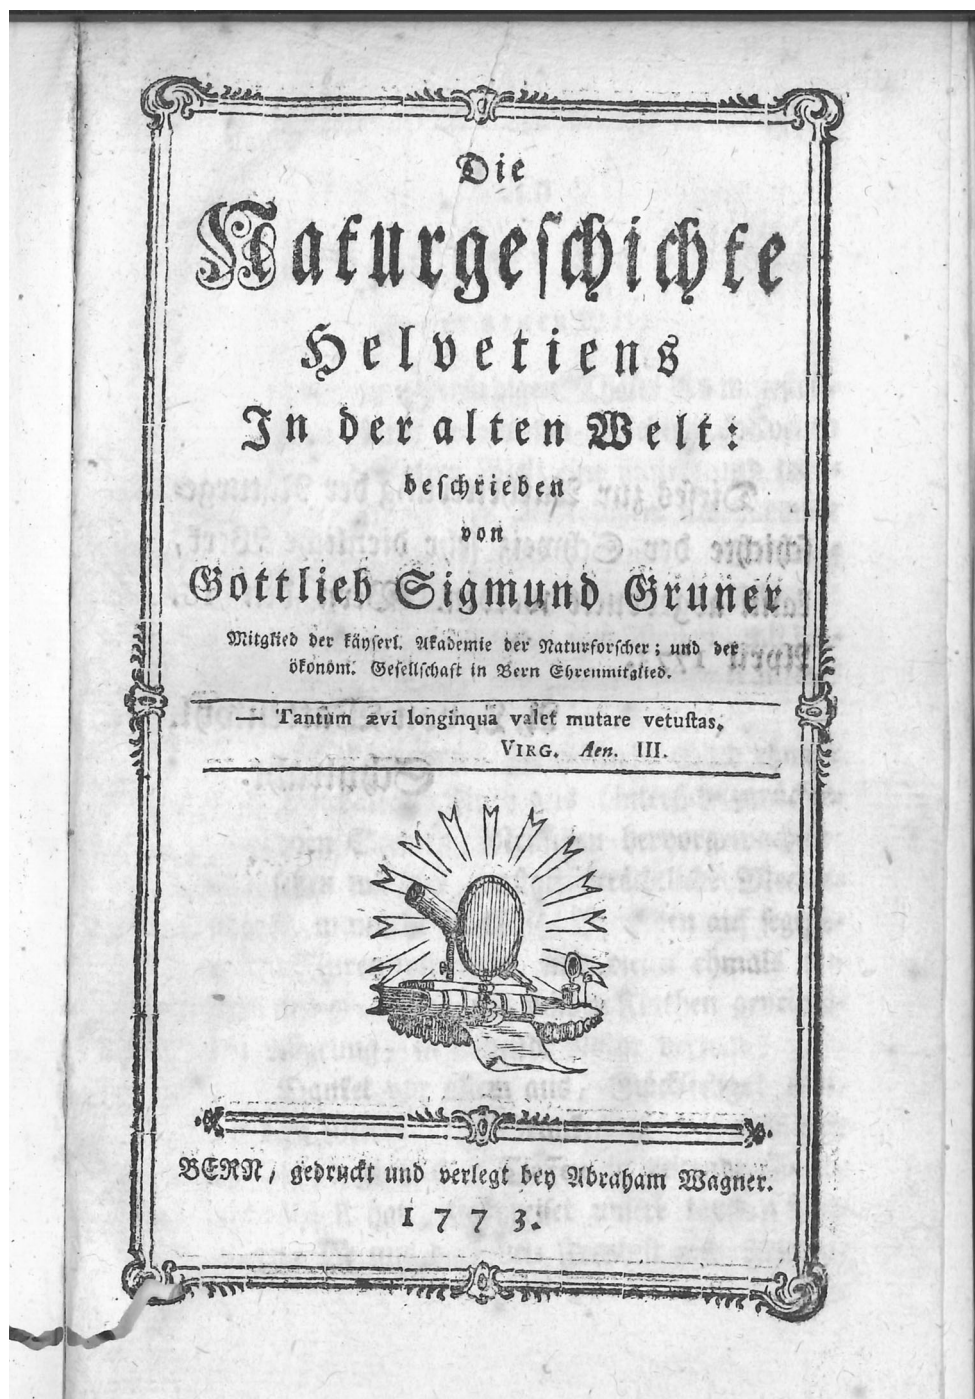 Die
Naturgeſchichte
Helvetiens
In der alten Welt:
beſchrieben
von
Gottlieb Sigmund Gruner
Mitglied der käyſerl. Akademie der Naturforſcher; und der
ökonom. Geſellſchaft in Bern Ehrenmitglied.
— Tantum ævi longinqua valet mutare vetuſtas.
VIRG. Aen. III.
BERN, gedruckt und verlegt bey Abraham Wagner.
1773.